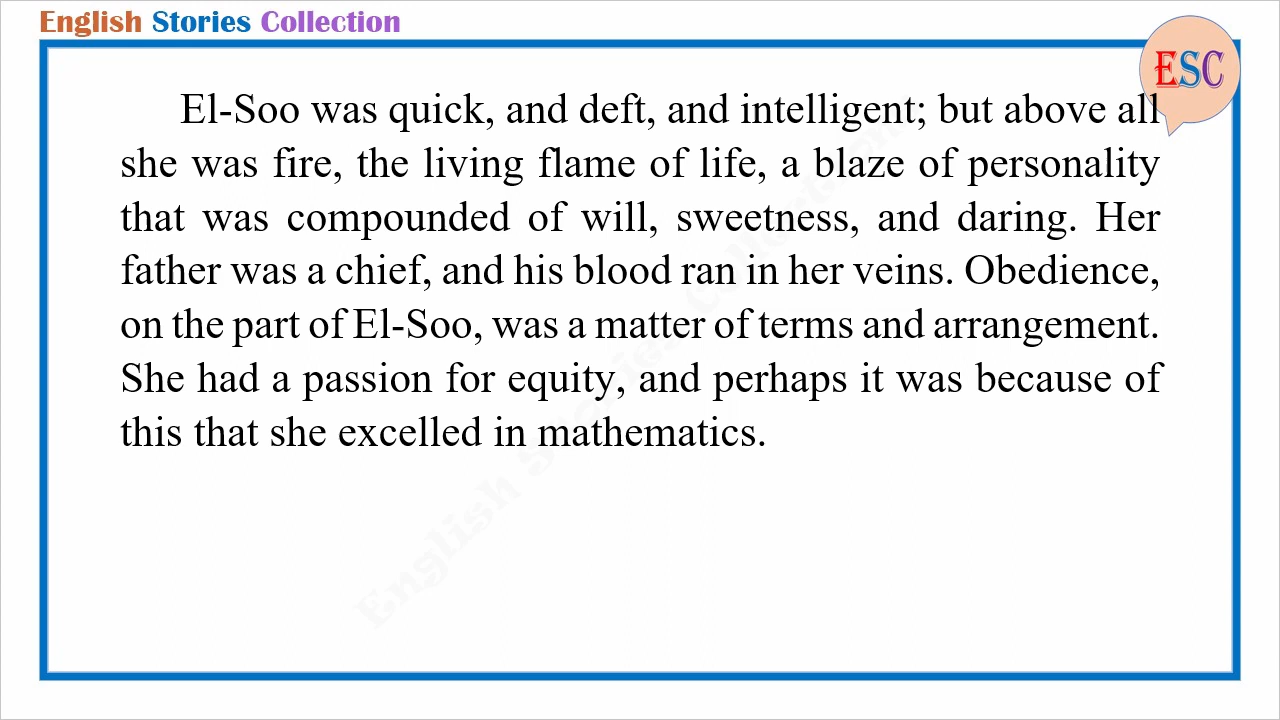 English Stories Collection
ESC
El-Soo was quick, and deft, and intelligent; but above all
she was fire, the living flame of life, a blaze of personality
that was compounded of will, sweetness, and daring. Her
father was a chief, and his blood ran in her veins. Obedience,
on the part of El-Soo, was a matter of terms and arrangement.
She had a passion for equity, and perhaps it was because of
this that she excelled in mathematics.
English Stories Collection